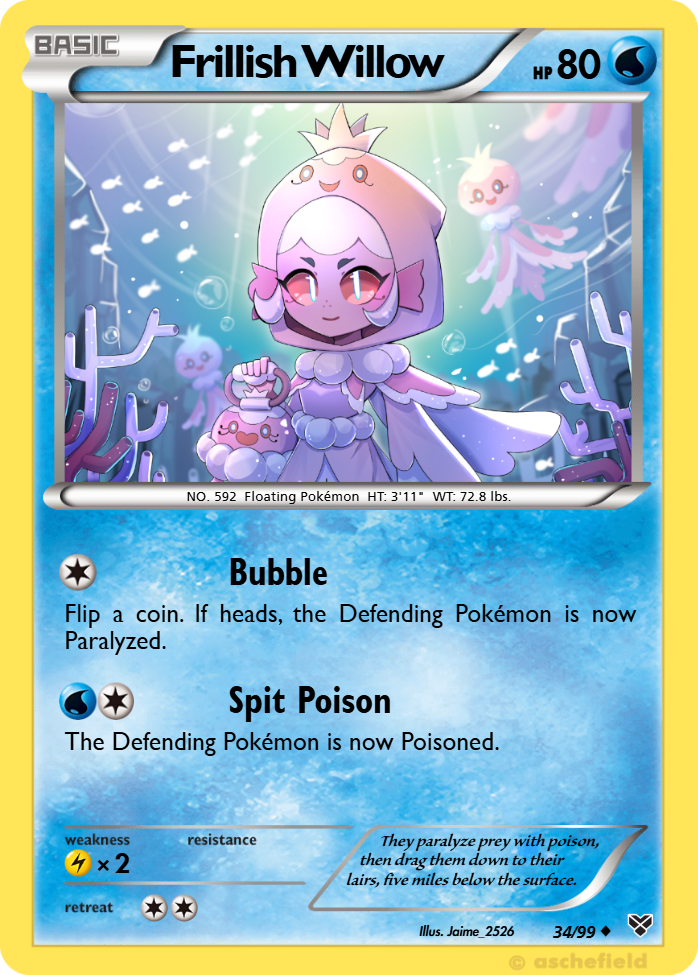 BASIC
Frillish Willow
HP 80
NO. 592 Floating Pokémon HT: 3'11" WT: 72.8 lbs.
Bubble
Flip a coin. If heads, the Defending Pokémon is now
Paralyzed.
Spit Poison
The Defending Pokémon is now Poisoned.
weakness
resistance
×2
They paralyze prey with poison,
then drag them down to their
lairs, five miles below the surface.
retreat
Illus. Jaime_2526
34/99
© aschefield